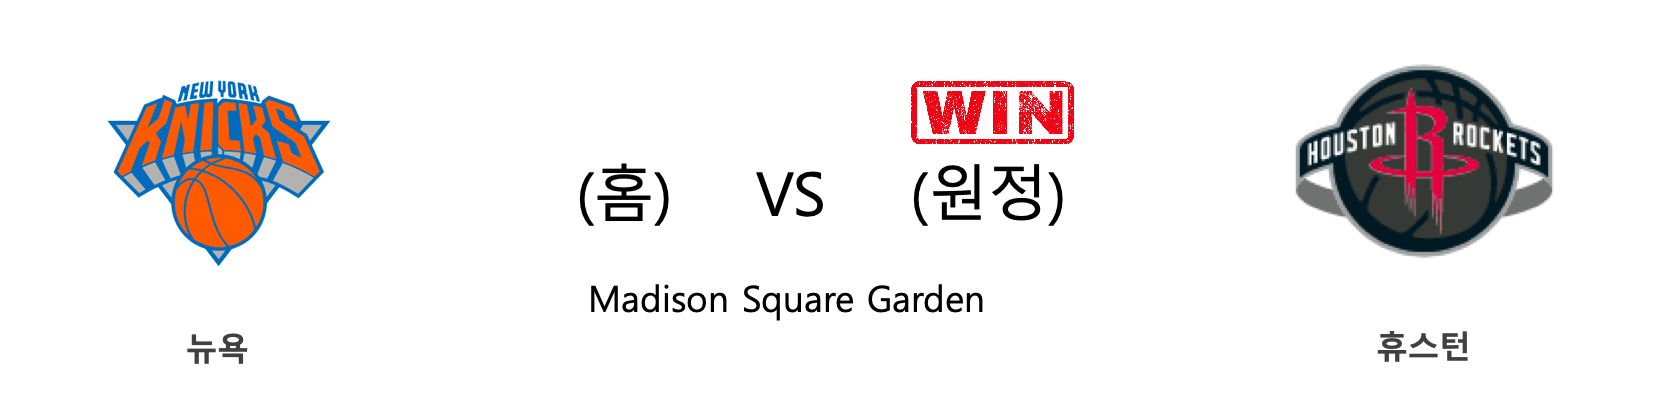 NEW YORK
KNICKS
WIN
HOUSTON R ROCKETS
(홈) VS (원정)
Madison Square Garden
뉴욕
휴스턴